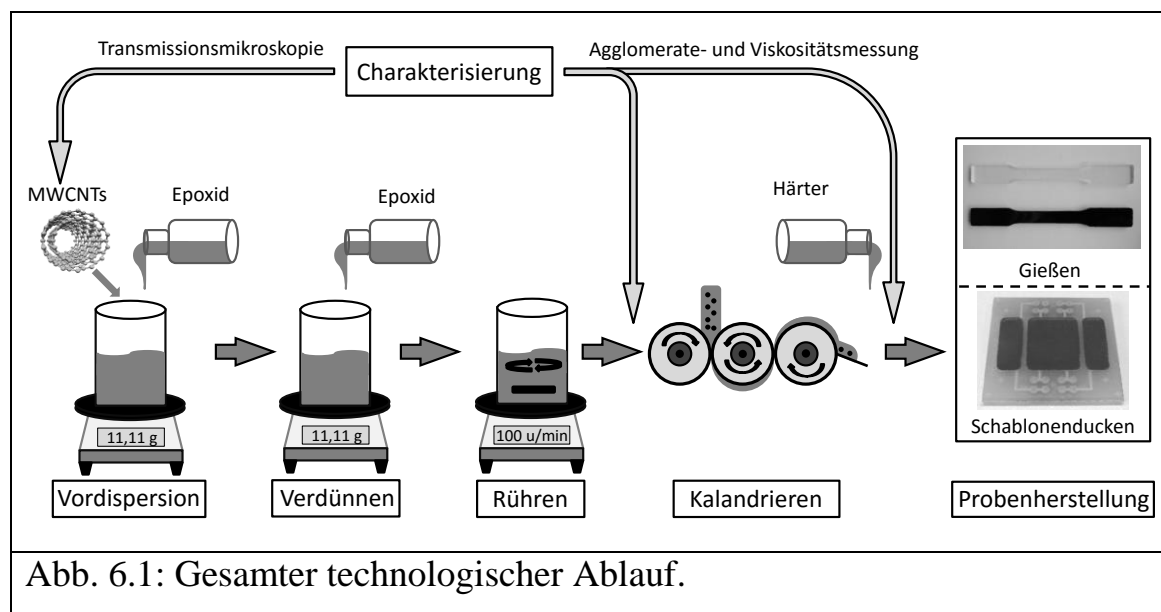 Transmissionsmikroskopie
Agglomerate- und Viskositätsmessung
Charakterisierung
MWCNTs
Epoxid
Epoxid
Härter
Gießen
Schablonenducken
11,11 g
11,11 g
100 u/min
Vordispersion
Verdünnen
Rühren
Kalandrieren
Probenherstellung
Abb. 6.1: Gesamter technologischer Ablauf.